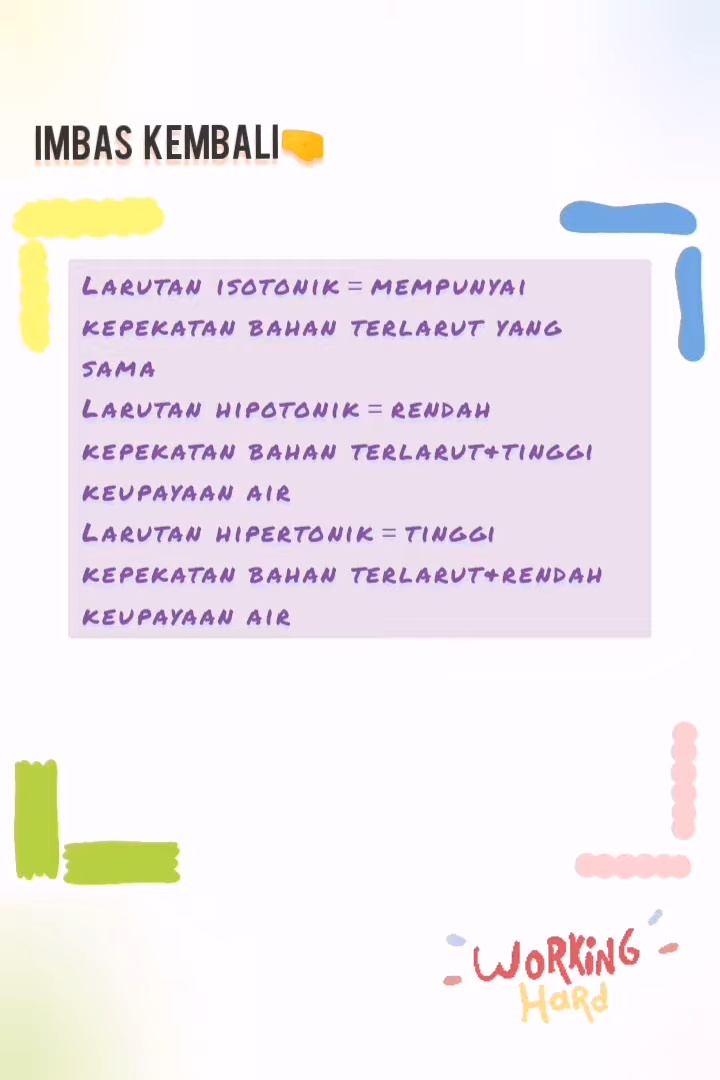 IMBAS KEMBALI
LARUTAN ISOTONIK = MEMPUNYAI
KEPEKATAN BAHAN TERLARUT YANG
SAMA
LARUTAN HIPOTONIK = RENDAH
KEPEKATAN BAHAN TERLARUT&TINGGI
KEUPAYAAN AIR
LARUTAN HIPERTONIK = TINGGI
KEPEKATAN BAHAN TERLARUT&RENDAH
KEUPAYAAN AIR
WORKING
HARD